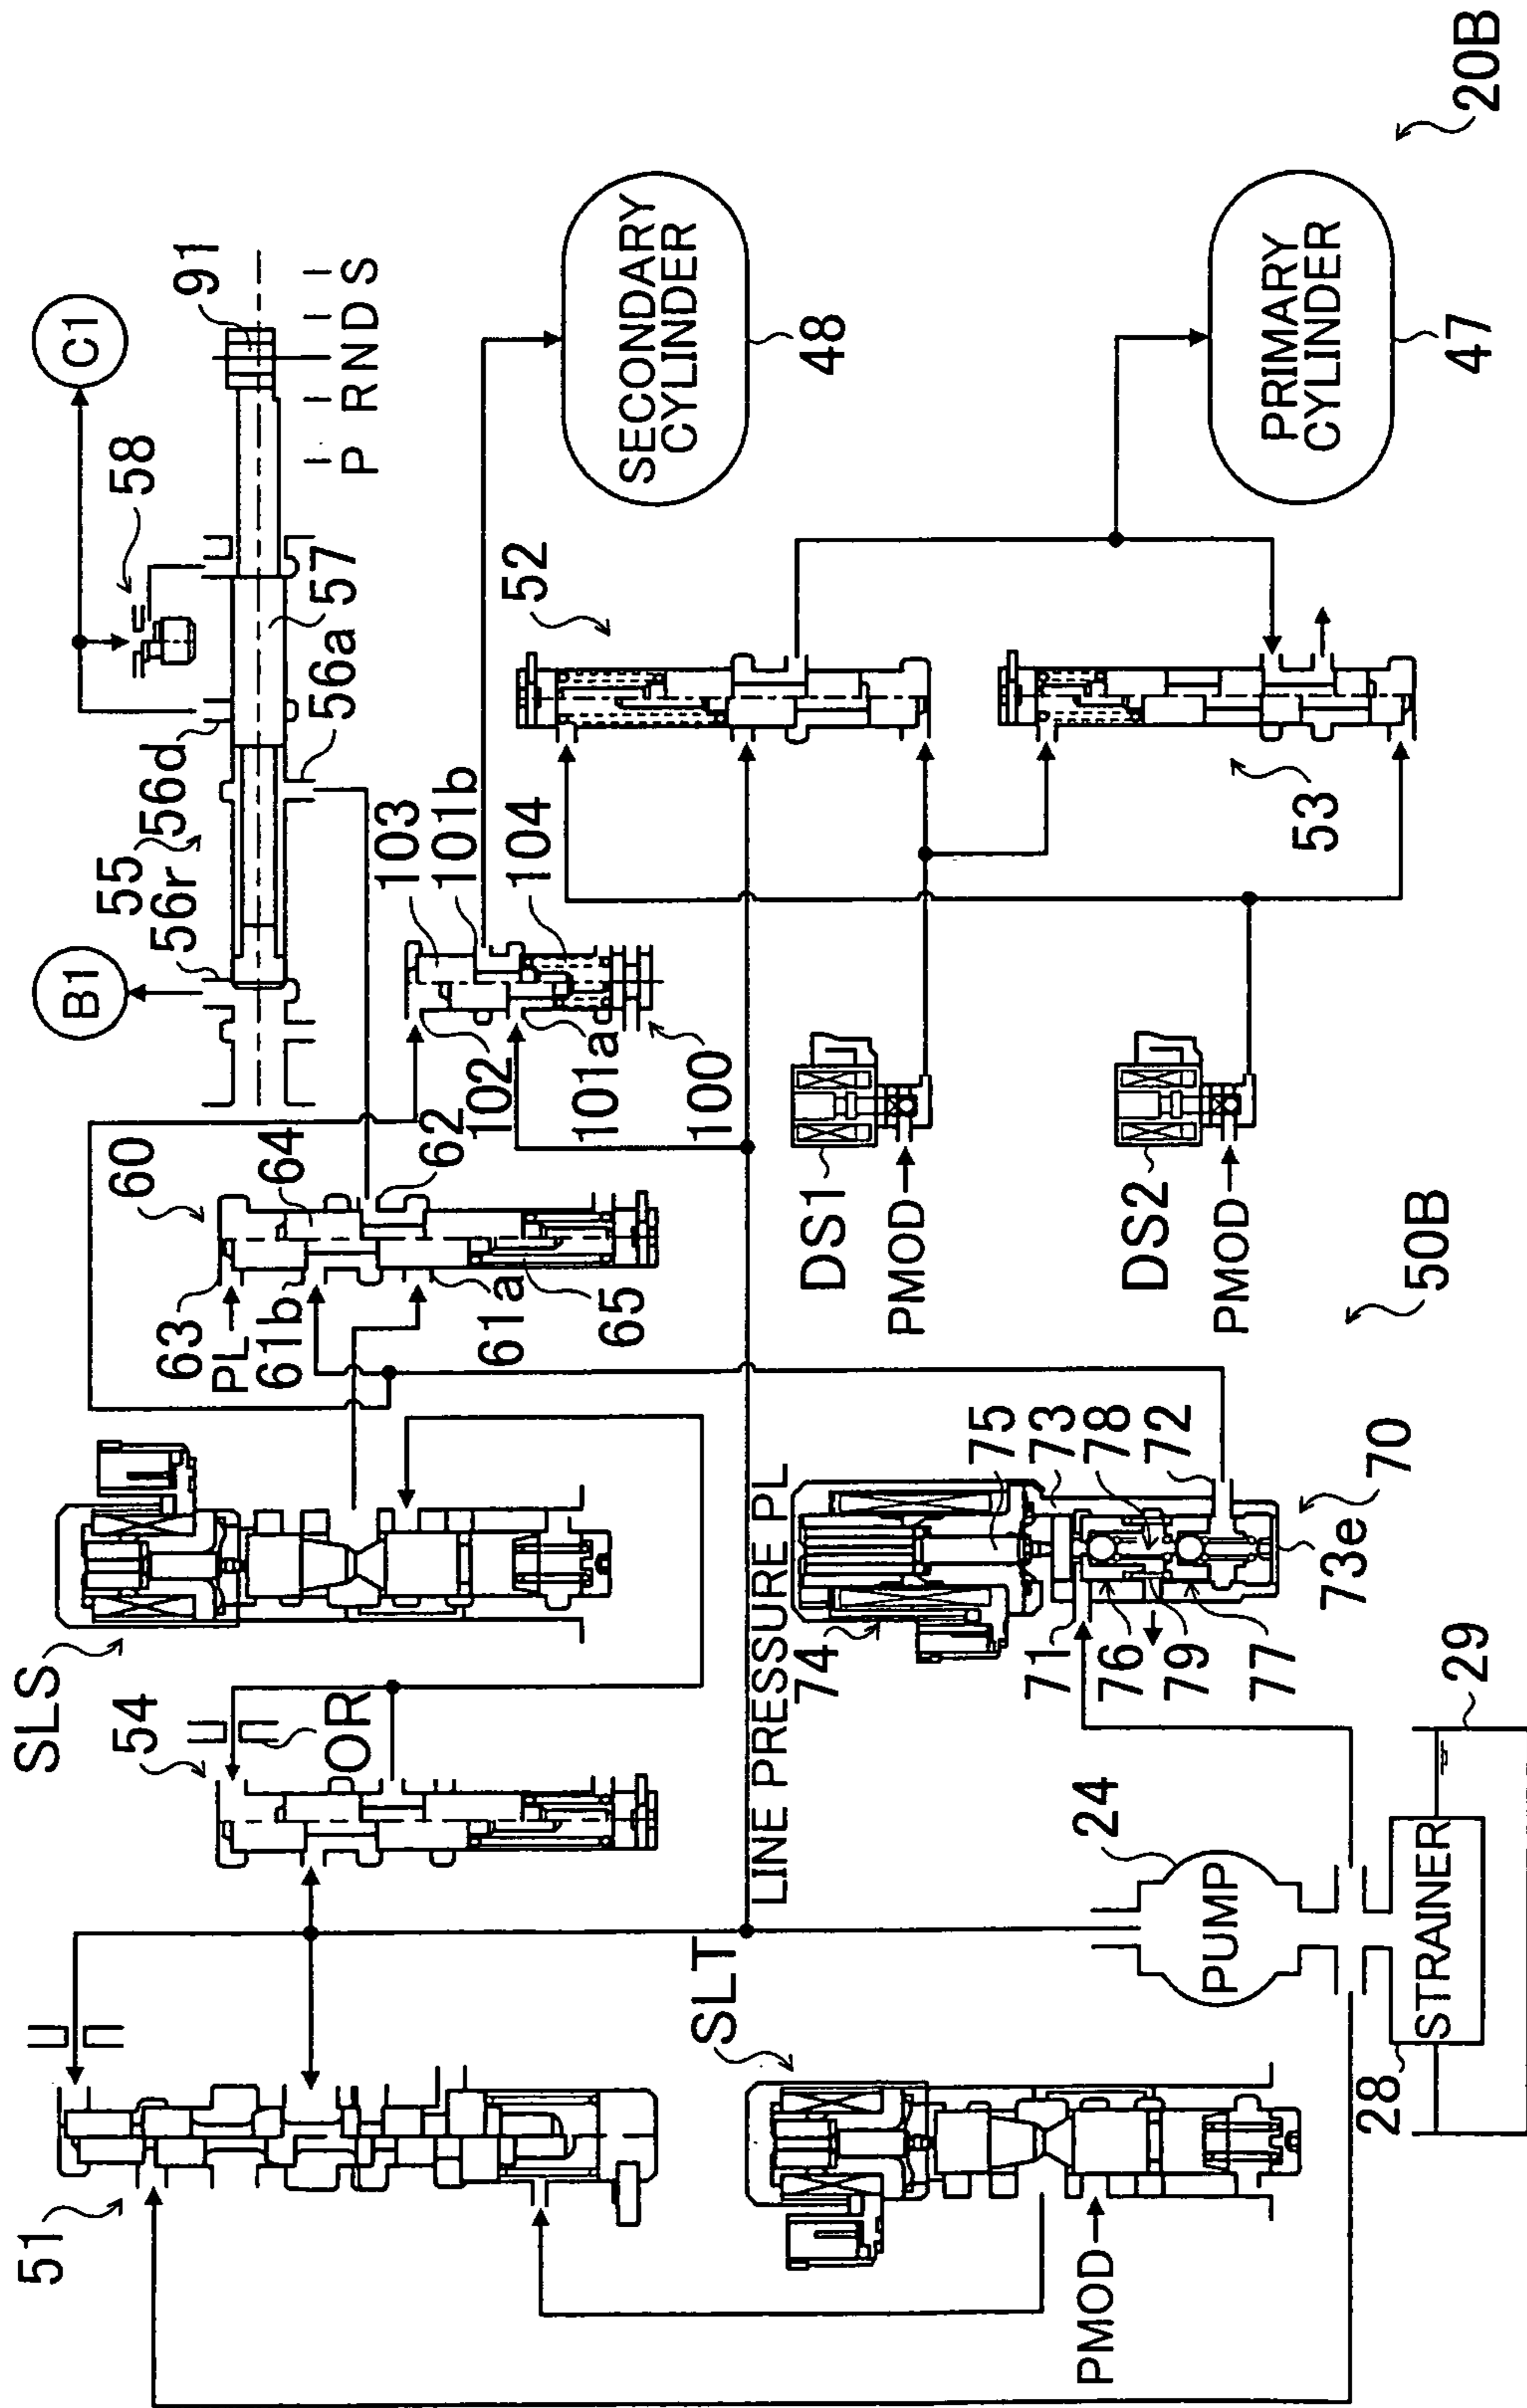 C1
91
58
B1
55
56r
56d
56a
57
P R N D S
60
64
62
63
PL
61b
61a
65
103
101b
104
102
101a
100
SECONDARY
CYLINDER
48
52
53
PRIMARY
CYLINDER
47
20B
SLS
54
OR
51
SLT
PMOD
LINE PRESSURE PL
DS1
PMOD
DS2
PMOD
50B
74
75
73
78
72
70
73e
71
76
79
77
24
PUMP
STRAINER
28
29